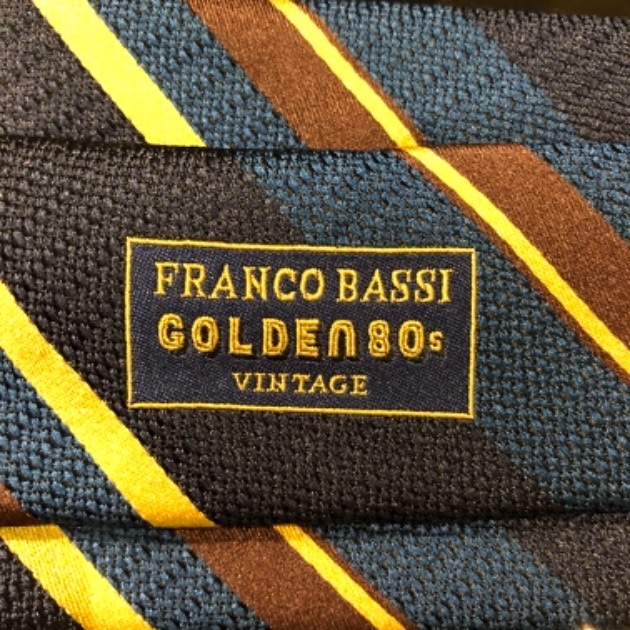 FRANCO BASSI
GOLDEN 80s
VINTAGE